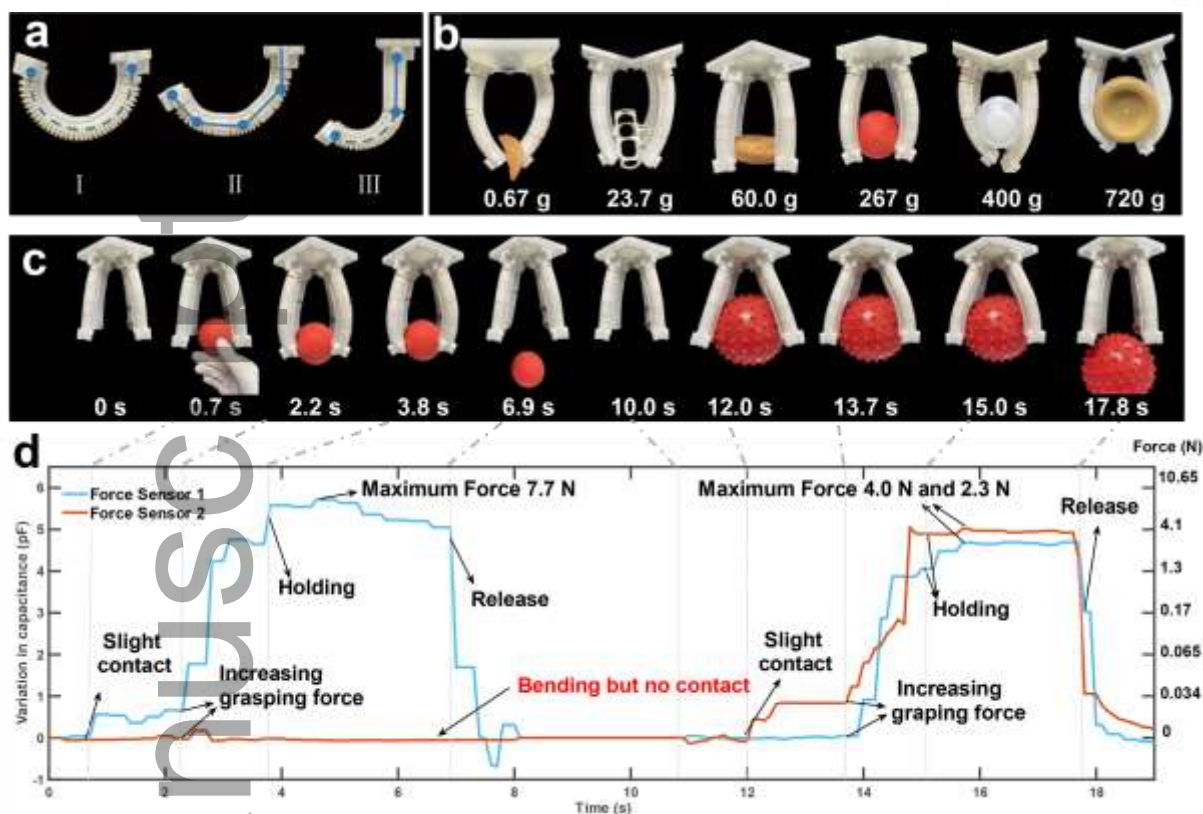 a
I
II
III
b
0.67 g
23.7 g
60.0 g
267 g
400 g
720 g
c
0 s
0.7 s
2.2 s
3.8 s
6.9 s
10.0 s
12.0 s
13.7 s
15.0 s
17.8 s
d
Force (N)
Force Sensor 1
Force Sensor 2
Maximum Force 7.7 N
Maximum Force 4.0 N and 2.3 N
Release
Holding
Release
Holding
Slight
contact
Increasing
grasping force
Bending but no contact
Slight
contact
Increasing
graping force
Variation in capacitance (pF)
6
5
4
3
2
1
0
-1
10.65
4.1
1.3
0.17
0.065
0.034
0
0
2
4
6
8
10
12
14
16
18
Time (s)